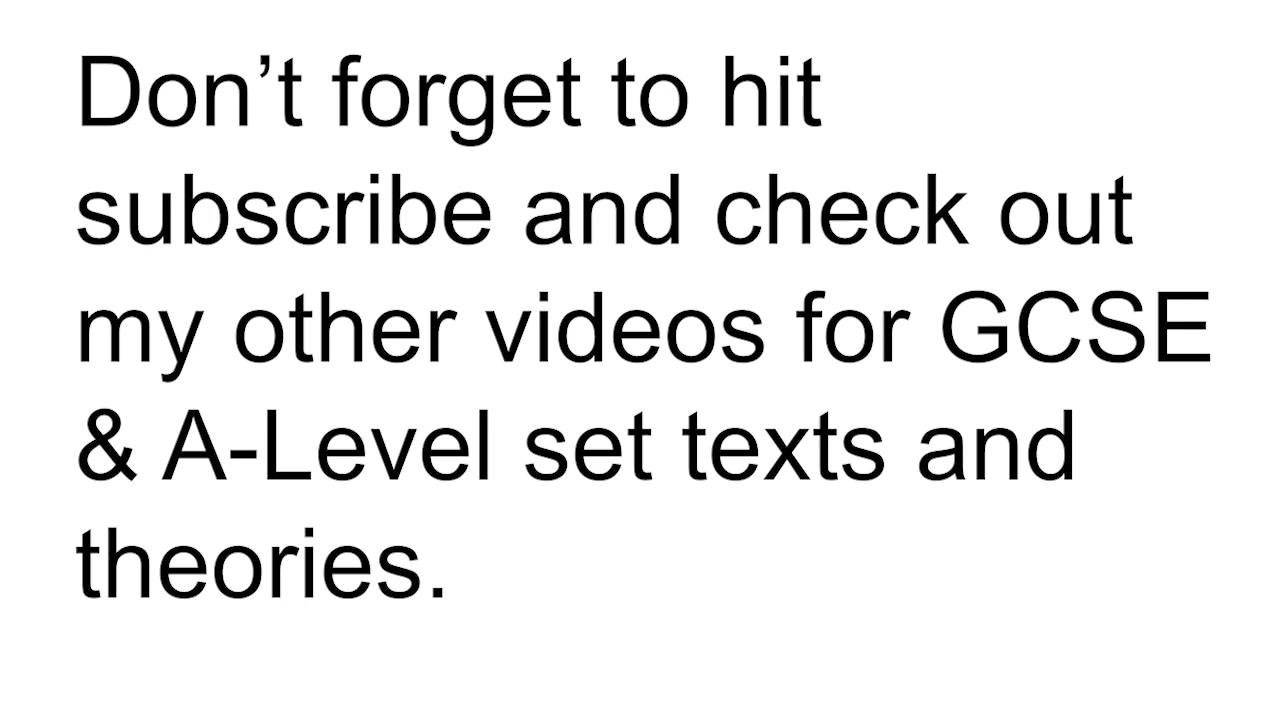 Don’t forget to hit
subscribe and check out
my other videos for GCSE
& A-Level set texts and
theories.